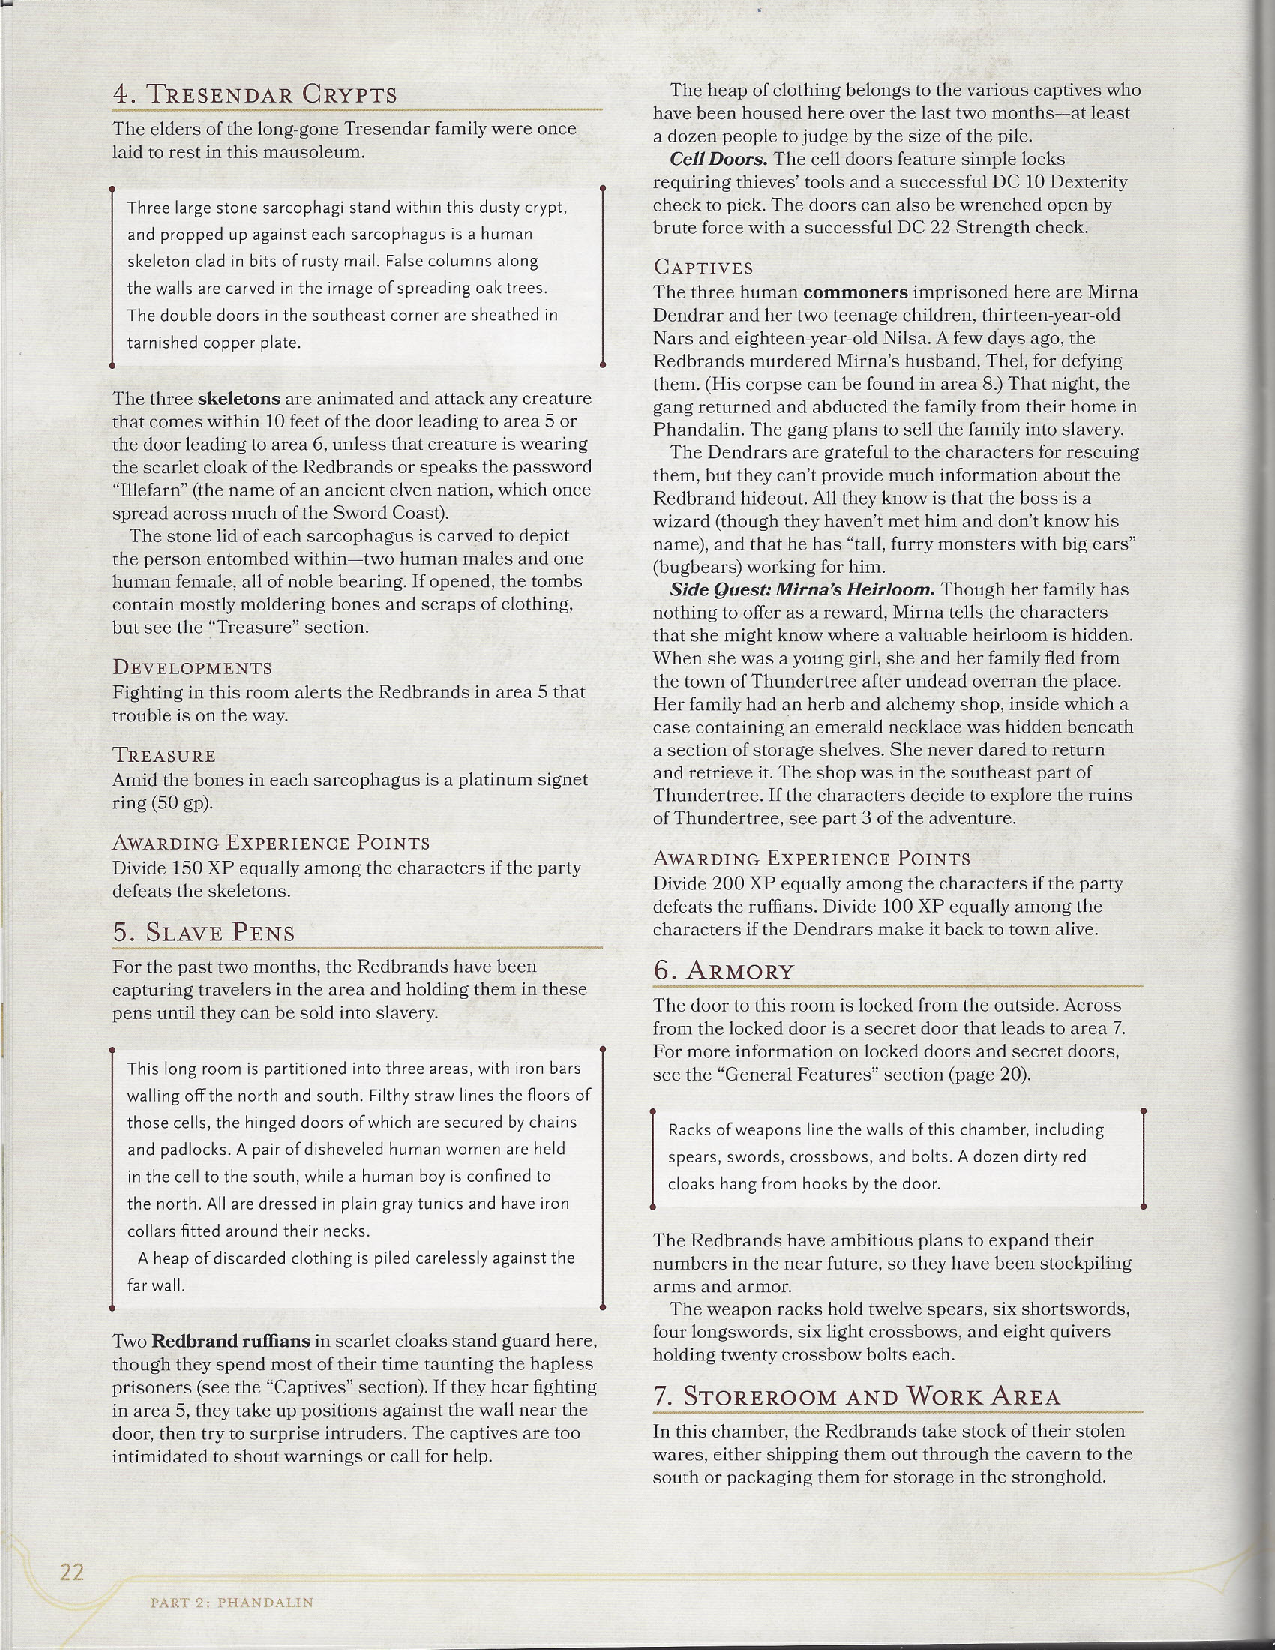 4. TRESENDAR CRYPTS
The elders of the long-gone Tresendar family were once
laid to rest in this mausoleum.
Three large stone sarcophagi stand within this dusty crypt,
and propped up against each sarcophagus is a human
skeleton clad in bits of rusty mail. False columns along
the walls are carved in the image of spreading oak trees.
The double doors in the southeast corner are sheathed in
tarnished copper plate.
The three skeletons are animated and attack any creature
that comes within 10 feet of the door leading to area 5 or
the door leading to area 6, unless that creature is wearing
the scarlet cloak of the Redbrands or speaks the password
“Illefarn” (the name of an ancient elven nation, which once
spread across much of the Sword Coast).
The stone lid of each sarcophagus is carved to depict
the person entombed within—two human males and one
human female, all of noble bearing. If opened, the tombs
contain mostly moldering bones and scraps of clothing,
but see the “Treasure” section.
DEVELOPMENTS
Fighting in this room alerts the Redbrands in area 5 that
trouble is on the way.
TREASURE
Amid the bones in each sarcophagus is a platinum signet
ring (50 gp).
AWARDING EXPERIENCE POINTS
Divide 150 XP equally among the characters if the party
defeats the skeletons.
5. SLAVE PENS
For the past two months, the Redbrands have been
capturing travelers in the area and holding them in these
pens until they can be sold into slavery.
This long room is partitioned into three areas, with iron bars
walling off the north and south. Filthy straw lines the floors of
those cells, the hinged doors of which are secured by chains
and padlocks. A pair of disheveled human women are held
in the cell to the south, while a human boy is confined to
the north. All are dressed in plain gray tunics and have iron
collars fitted around their necks.
A heap of discarded clothing is piled carelessly against the
far wall.
Two Redbrand ruffians in scarlet cloaks stand guard here,
though they spend most of their time taunting the hapless
prisoners (see the “Captives” section). If they hear fighting
in area 5, they take up positions against the wall near the
door, then try to surprise intruders. The captives are too
intimidated to shout warnings or call for help.
The heap of clothing belongs to the various captives who
have been housed here over the last two months—at least
a dozen people to judge by the size of the pile.
Cell Doors. The cell doors feature simple locks
requiring thieves’ tools and a successful DC 10 Dexterity
check to pick. The doors can also be wrenched open by
brute force with a successful DC 22 Strength check.
CAPTIVES
The three human commoners imprisoned here are Mirna
Dendrar and her two teenage children, thirteen-year-old
Nars and eighteen-year-old Nilsa. A few days ago, the
Redbrands murdered Mirna’s husband, Thel, for defying
them. (His corpse can be found in area 8.) That night, the
gang returned and abducted the family from their home in
Phandalin. The gang plans to sell the family into slavery.
The Dendrars are grateful to the characters for rescuing
them, but they can’t provide much information about the
Redbrand hideout. All they know is that the boss is a
wizard (though they haven’t met him and don’t know his
name), and that he has “tall, furry monsters with big ears”
(bugbears) working for him.
Side Quest: Mirna’s Heirloom. Though her family has
nothing to offer as a reward, Mirna tells the characters
that she might know where a valuable heirloom is hidden.
When she was a young girl, she and her family fled from
the town of Thundertree after undead overran the place.
Her family had an herb and alchemy shop, inside which a
case containing an emerald necklace was hidden beneath
a section of storage shelves. She never dared to return
and retrieve it. The shop was in the southeast part of
Thundertree. If the characters decide to explore the ruins
of Thundertree, see part 3 of the adventure.
AWARDING EXPERIENCE POINTS
Divide 200 XP equally among the characters if the party
defeats the ruffians. Divide 100 XP equally among the
characters if the Dendrars make it back to town alive.
6. ARMORY
The door to this room is locked from the outside. Across
from the locked door is a secret door that leads to area 7.
For more information on locked doors and secret doors,
see the “General Features” section (page 20).
Racks of weapons line the walls of this chamber, including
spears, swords, crossbows, and bolts. A dozen dirty red
cloaks hang from hooks by the door.
The Redbrands have ambitious plans to expand their
numbers in the near future, so they have been stockpiling
arms and armor.
The weapon racks hold twelve spears, six shortswords,
four longswords, six light crossbows, and eight quivers
holding twenty crossbow bolts each.
7. STOREROOM AND WORK AREA
In this chamber, the Redbrands take stock of their stolen
wares, either shipping them out through the cavern to the
south or packaging them for storage in the stronghold.
22
PART 2: PHANDALIN